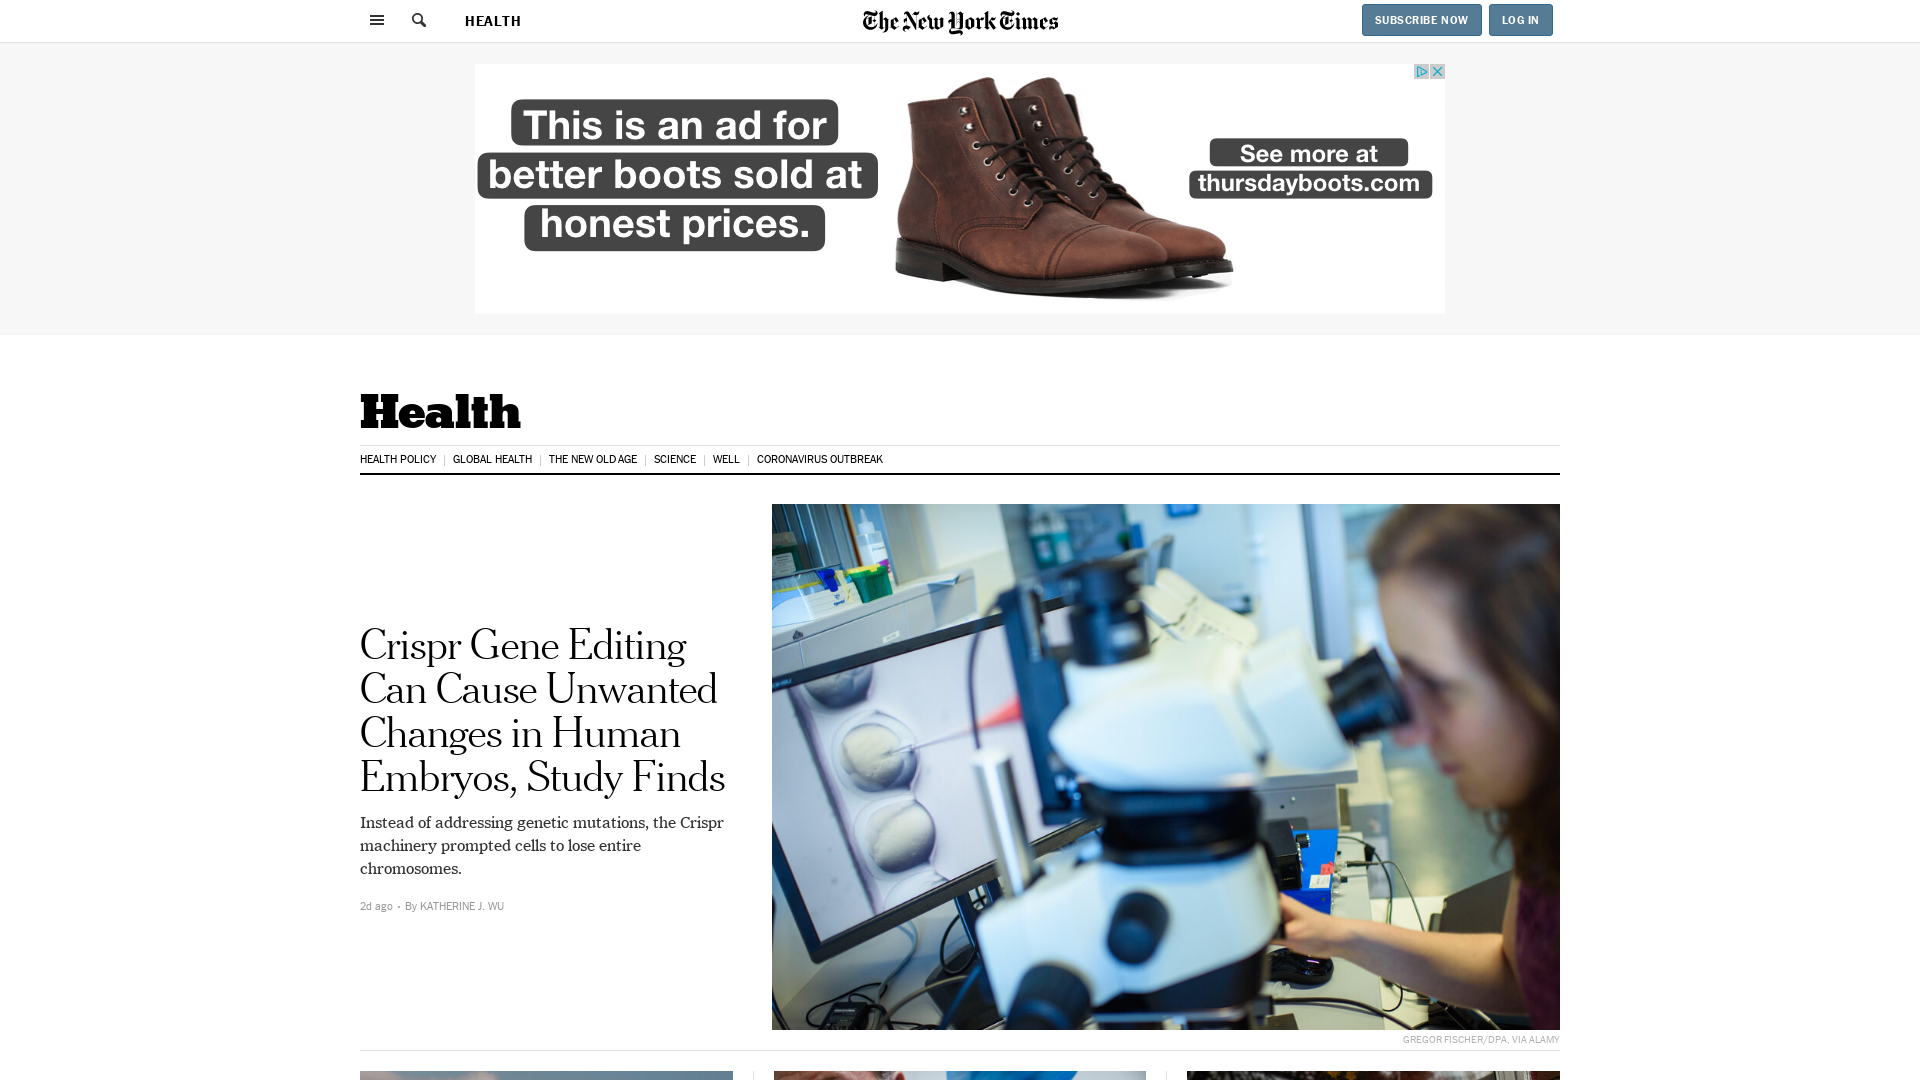 HEALTH
The New York Times
SUBSCRIBE NOW
LOG IN
This is an ad for
better boots sold at
honest prices.
See more at
thursdayboots.com
Health
HEALTH POLICY
GLOBAL HEALTH
THE NEW OLD AGE
SCIENCE
WELL
CORONAVIRUS OUTBREAK
Crispr Gene Editing
Can Cause Unwanted
Changes in Human
Embryos, Study Finds
Instead of addressing genetic mutations, the Crispr
machinery prompted cells to lose entire
chromosomes.
2d ago • By KATHERINE J. WU
GREGOR FISCHER/DPA, VIA ALAMY